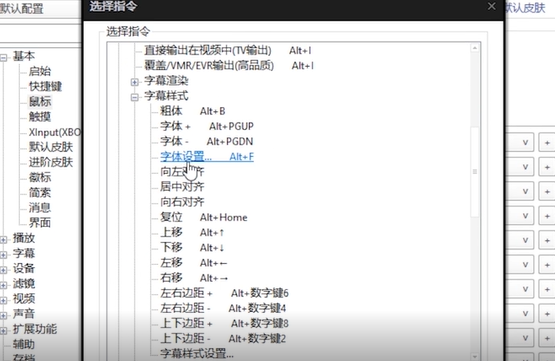 默认配置
选择指令
默认皮肤
选择指令
基本
启始
快捷键
鼠标
触摸
XInput(XBO
默认皮肤
进阶皮肤
徽标
简索
消息
界面
播放
字幕
设备
滤镜
视频
声音
扩展功能
辅助
存档
直接输出在视频中(TV输出) Alt+I
覆盖/VMR/EVR输出(高品质) Alt+I
字幕渲染
字幕样式
粗体 Alt+B
字体 + Alt+PGUP
字体 - Alt+PGDN
字体设置... Alt+F
向左对齐
居中对齐
向右对齐
复位 Alt+Home
上移 Alt+↑
下移 Alt+↓
左移 Alt+←
右移 Alt+→
左右边距 + Alt+数字键6
左右边距 - Alt+数字键4
上下边距 + Alt+数字键8
上下边距 - Alt+数字键2
字幕样式设置...